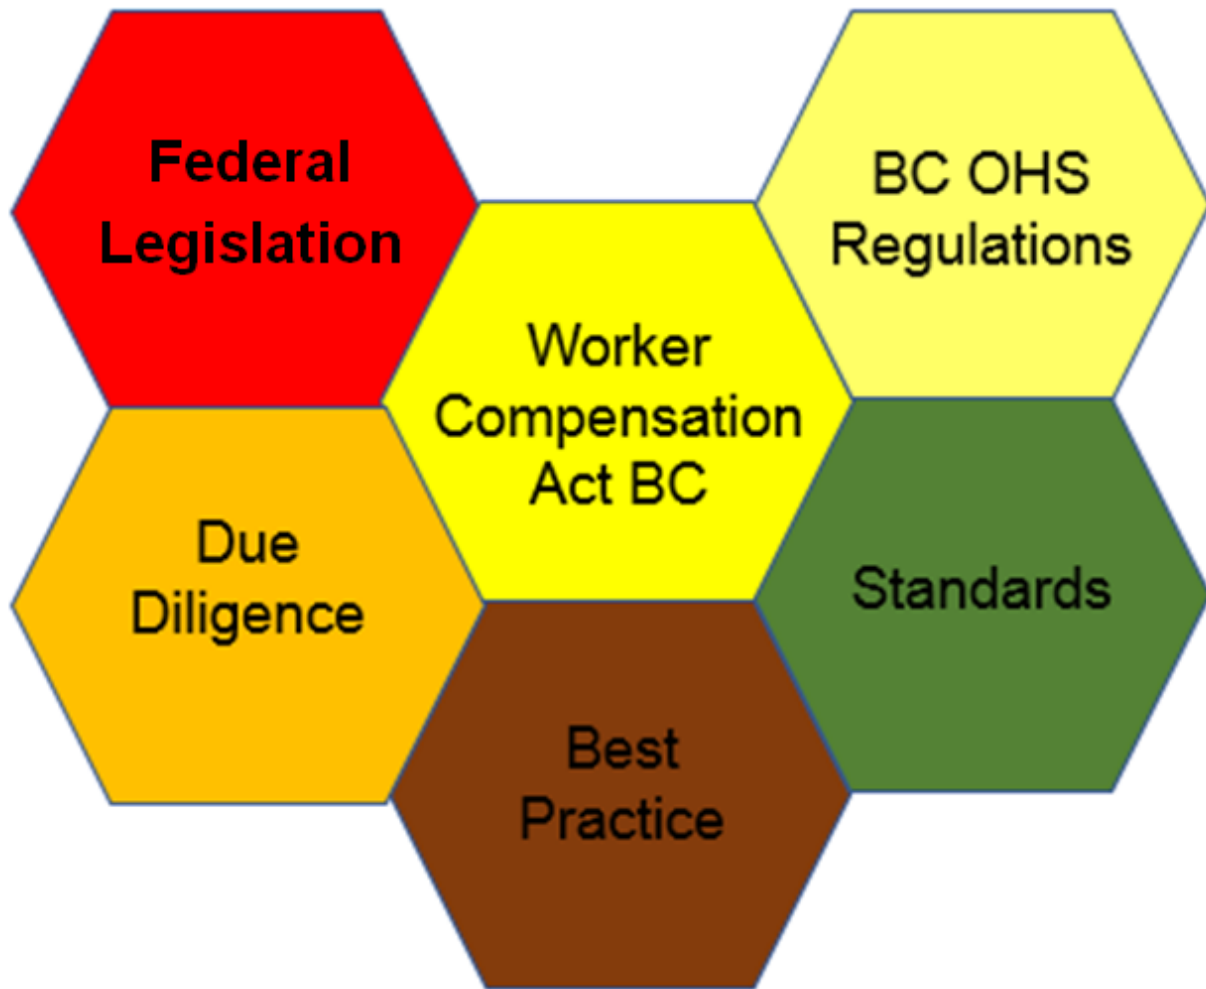 Federal
Legislation
BC OHS
Regulations
Worker
Compensation
Act BC
Due
Diligence
Standards
Best
Practice